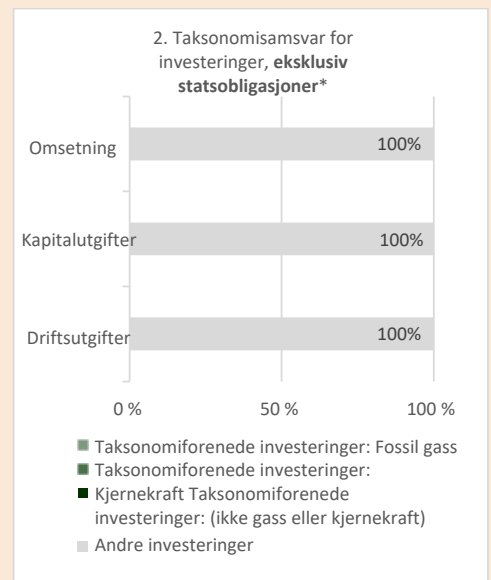 2. Taksonomisamsvar for
investeringer, eksklusiv
statsobligasjoner*
Omsetning 100%
Kapitalutgifter 100%
Driftsutgifter 100%
0 % 50 % 100 %
Taksonomiforenede investeringer: Fossil gass
Taksonomiforenede investeringer:
Kjernekraft Taksonomiforenede
investeringer: (ikke gass eller kjernekraft)
Andre investeringer